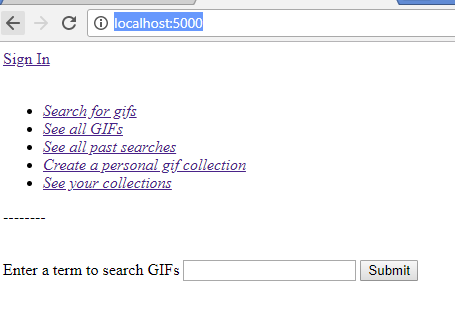 localhost:5000
Sign In
Search for gifs
See all GIFs
See all past searches
Create a personal gif collection
See your collections
--------
Enter a term to search GIFs Submit